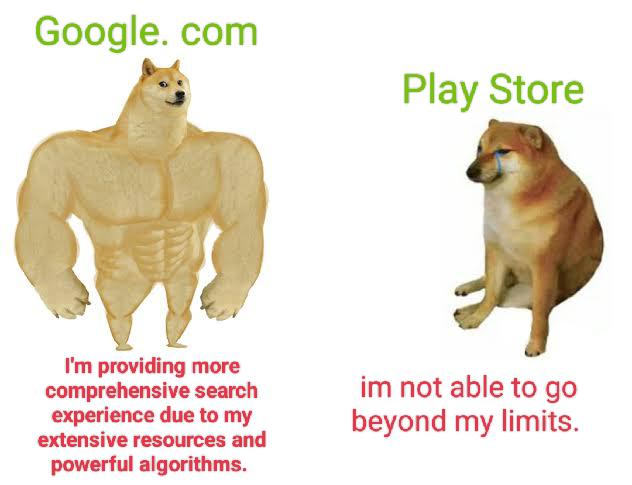 Google. com
I'm providing more
comprehensive search
experience due to my
extensive resources and
powerful algorithms.
Play Store
im not able to go
beyond my limits.